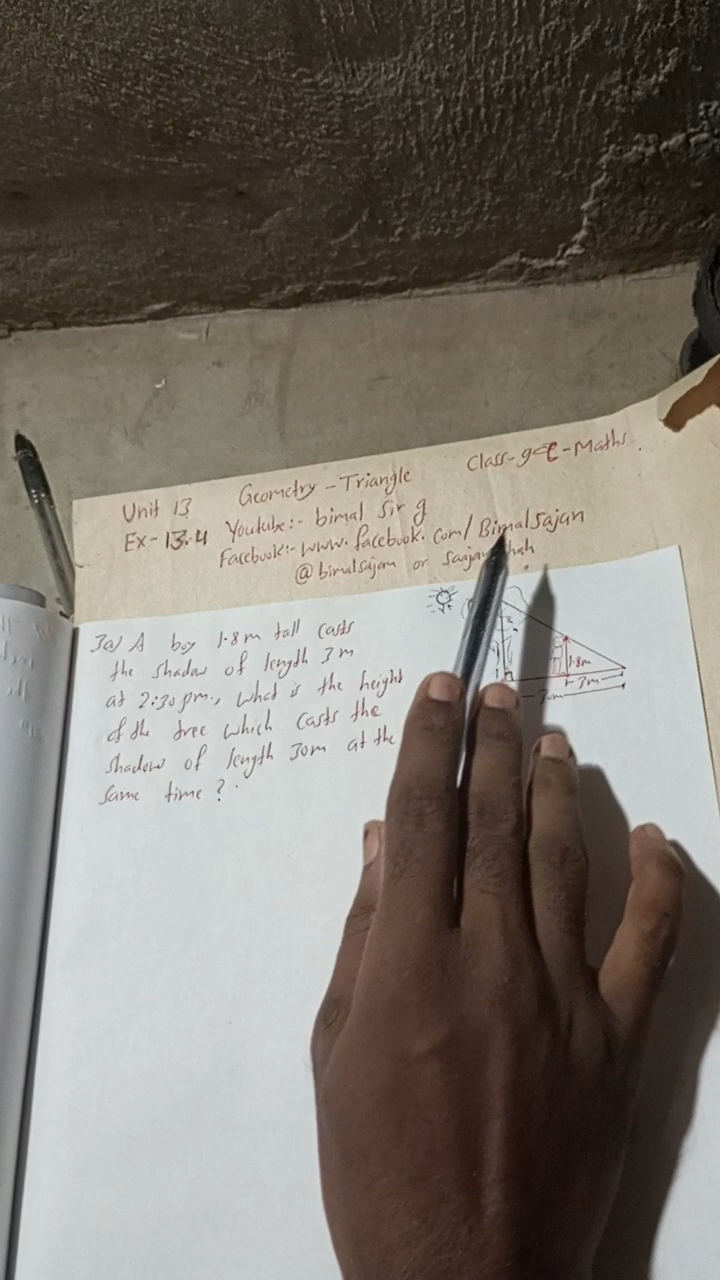 Unit 13 Geometry - Triangle Class-9 - Maths.
Ex- 13.4 Youtube:- bimal sir g
Facebook:- www.facebook.com/Bimalsajan
@bimalsajan or
3a) A boy 1.8m tall casts
the shadow of length 3m
at 2:30 pm., What is the height
of the tree which casts the
shadow of length 30m at the
same time?
1.8m
3m
30m